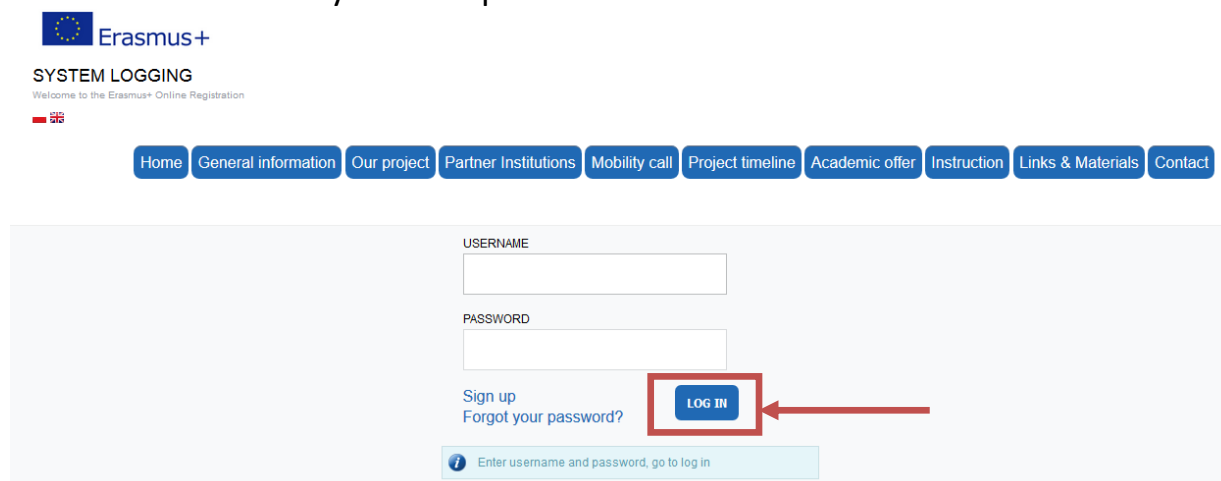 Erasmus+
SYSTEM LOGGING
Welcome to the Erasmus+ Online Registration
Home General information Our project Partner Institutions Mobility call Project timeline Academic offer Instruction Links & Materials Contact
USERNAME
PASSWORD
Sign up
LOG IN
Forgot your password?
Enter username and password, go to log in